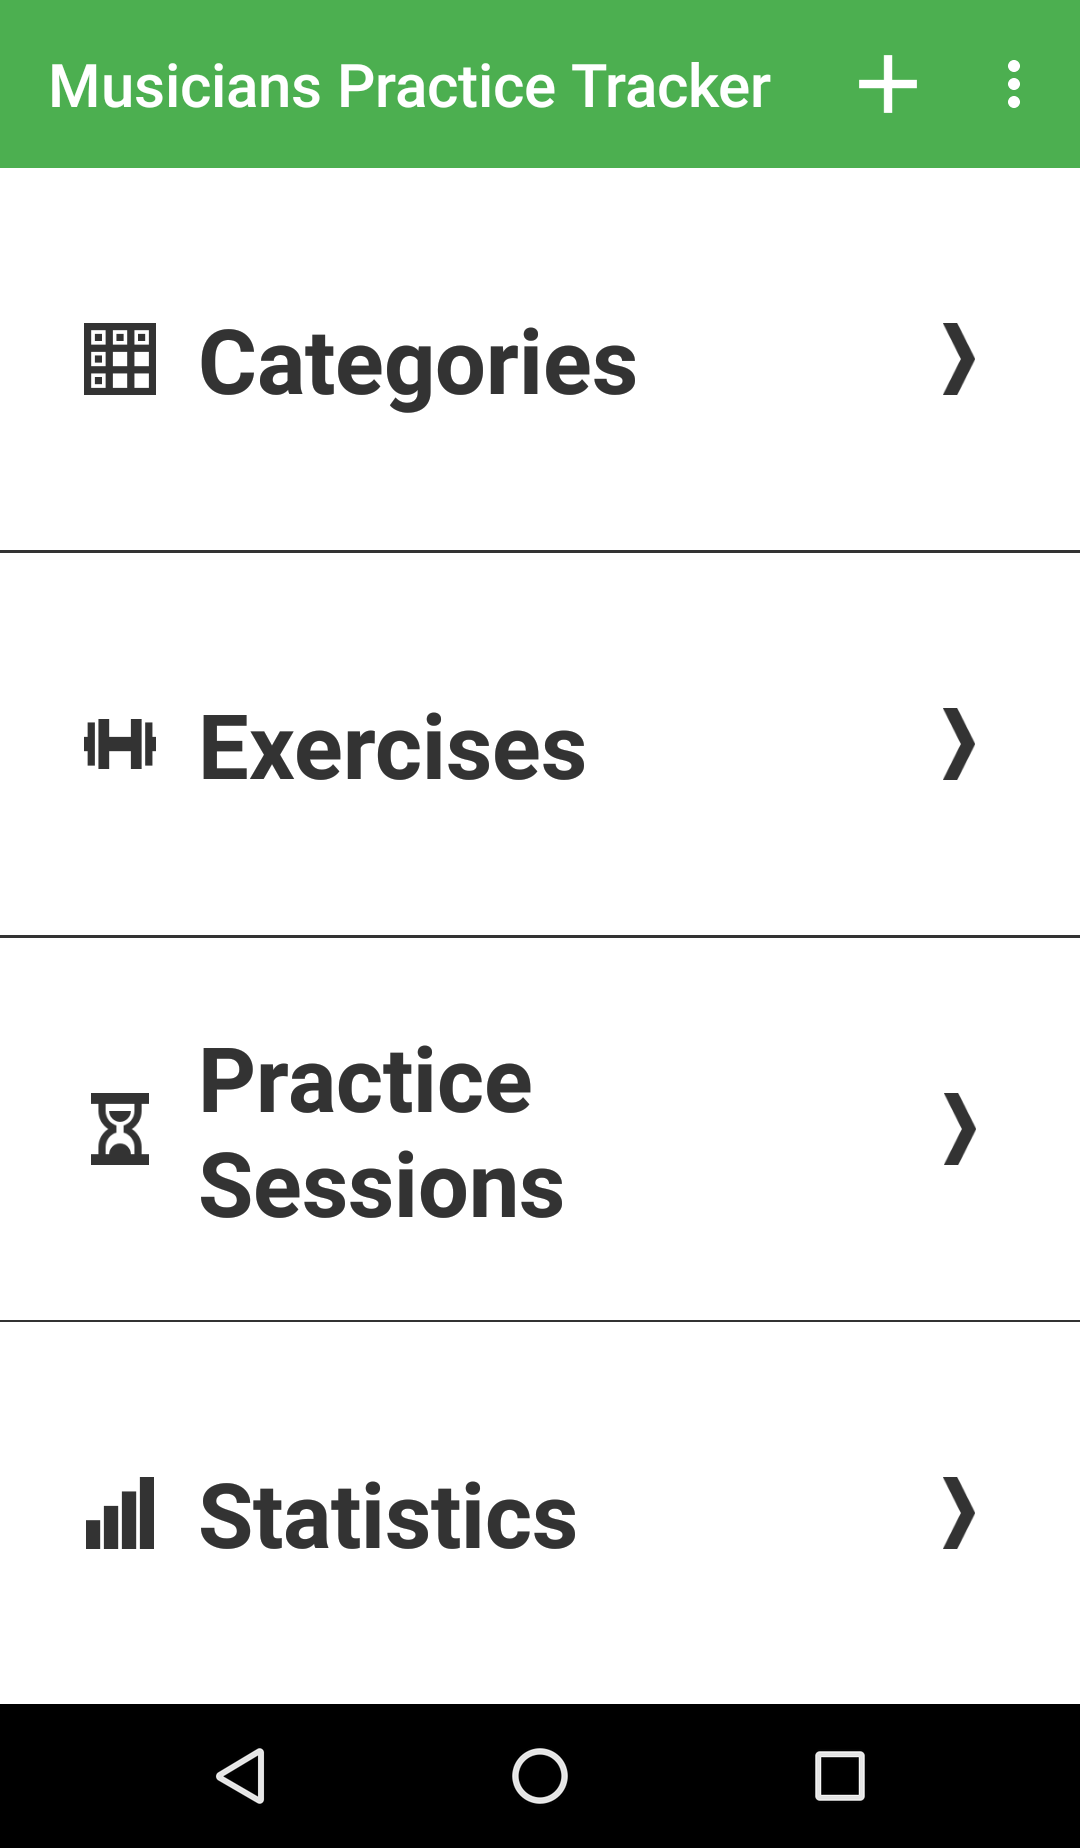 Musicians Practice Tracker
Categories
Exercises
Practice
Sessions
Statistics